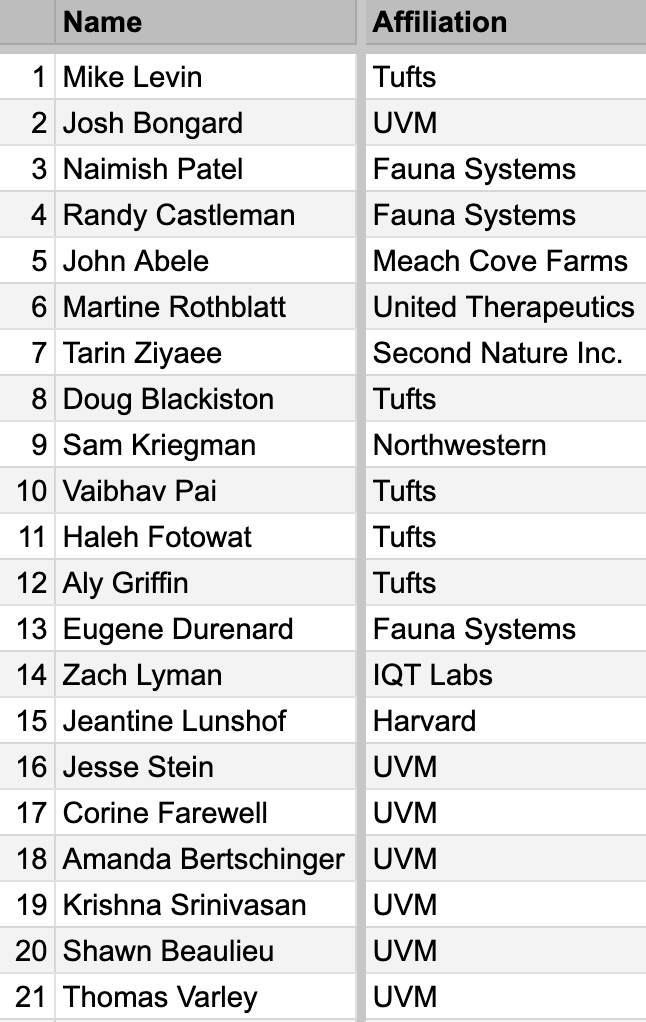 Name Affiliation
1 Mike Levin Tufts
2 Josh Bongard UVM
3 Naimish Patel Fauna Systems
4 Randy Castleman Fauna Systems
5 John Abele Meach Cove Farms
6 Martine Rothblatt United Therapeutics
7 Tarin Ziyaee Second Nature Inc.
8 Doug Blackiston Tufts
9 Sam Kriegman Northwestern
10 Vaibhav Pai Tufts
11 Haleh Fotowat Tufts
12 Aly Griffin Tufts
13 Eugene Durenard Fauna Systems
14 Zach Lyman IQT Labs
15 Jeantine Lunshof Harvard
16 Jesse Stein UVM
17 Corine Farewell UVM
18 Amanda Bertschinger UVM
19 Krishna Srinivasan UVM
20 Shawn Beaulieu UVM
21 Thomas Varley UVM